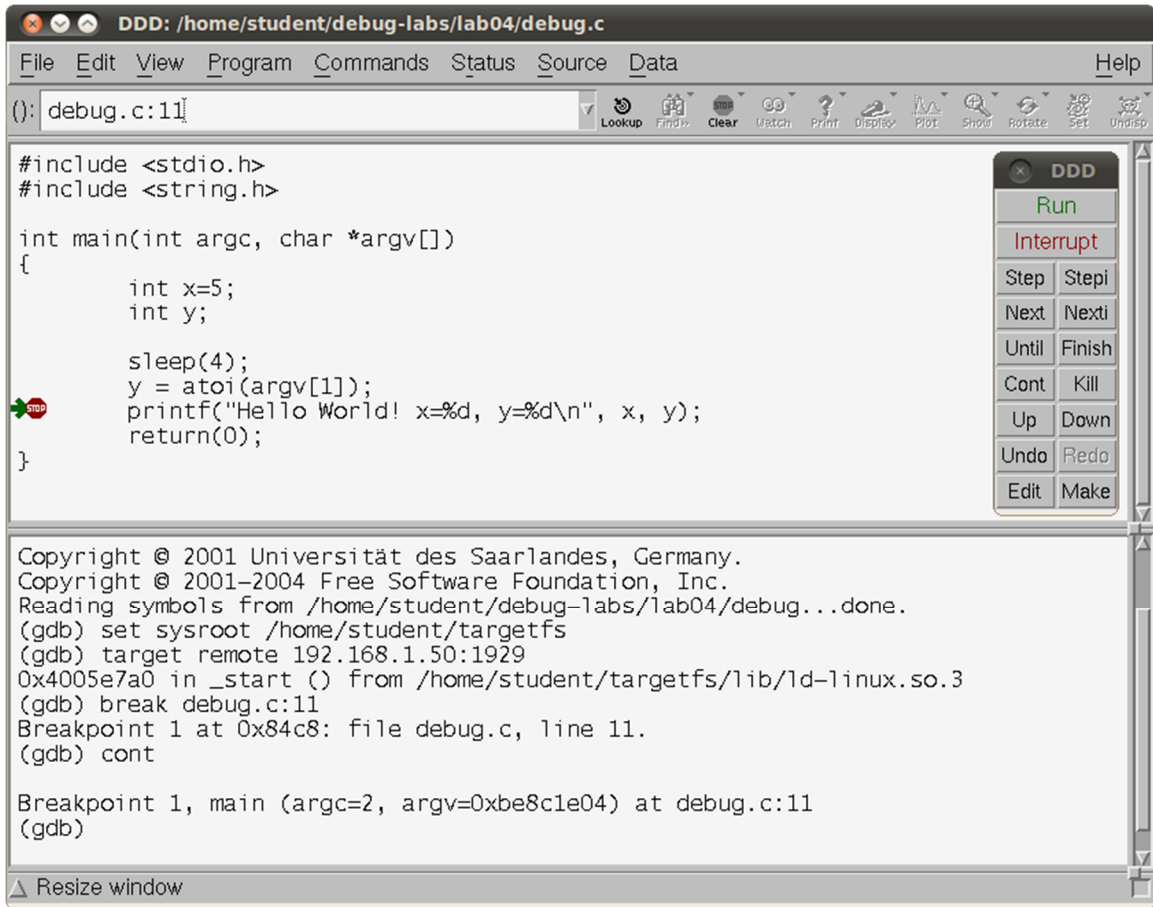 DDD: /home/student/debug-labs/lab04/debug.c
File Edit View Program Commands Status Source Data Help
(): debug.c:11
Lookup Find» Clear Watch Print Display Plot Show Rotate Set Undisp
STOP
#include <stdio.h>
#include <string.h>
int main(int argc, char *argv[])
{
int x=5;
int y;
sleep(4);
y = atoi(argv[1]);
STOP printf("Hello World! x=%d, y=%d\n", x, y);
return(0);
}
DDD
Run
Interrupt
Step Stepi
Next Nexti
Until Finish
Cont Kill
Up Down
Undo Redo
Edit Make
Copyright © 2001 Universität des Saarlandes, Germany.
Copyright © 2001–2004 Free Software Foundation, Inc.
Reading symbols from /home/student/debug–labs/lab04/debug...done.
(gdb) set sysroot /home/student/targetfs
(gdb) target remote 192.168.1.50:1929
0x4005e7a0 in _start () from /home/student/targetfs/lib/ld–linux.so.3
(gdb) break debug.c:11
Breakpoint 1 at 0x84c8: file debug.c, line 11.
(gdb) cont
Breakpoint 1, main (argc=2, argv=0xbe8c1e04) at debug.c:11
(gdb)
Resize window